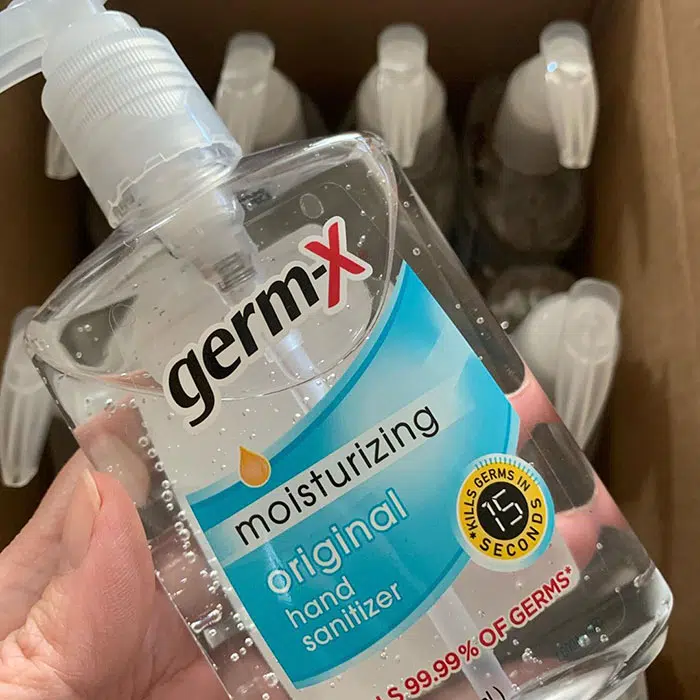 germ-x
moisturizing
original
hand
sanitizer
*KILLS GERMS IN
15
SECONDS*
99.99% OF GERMS*